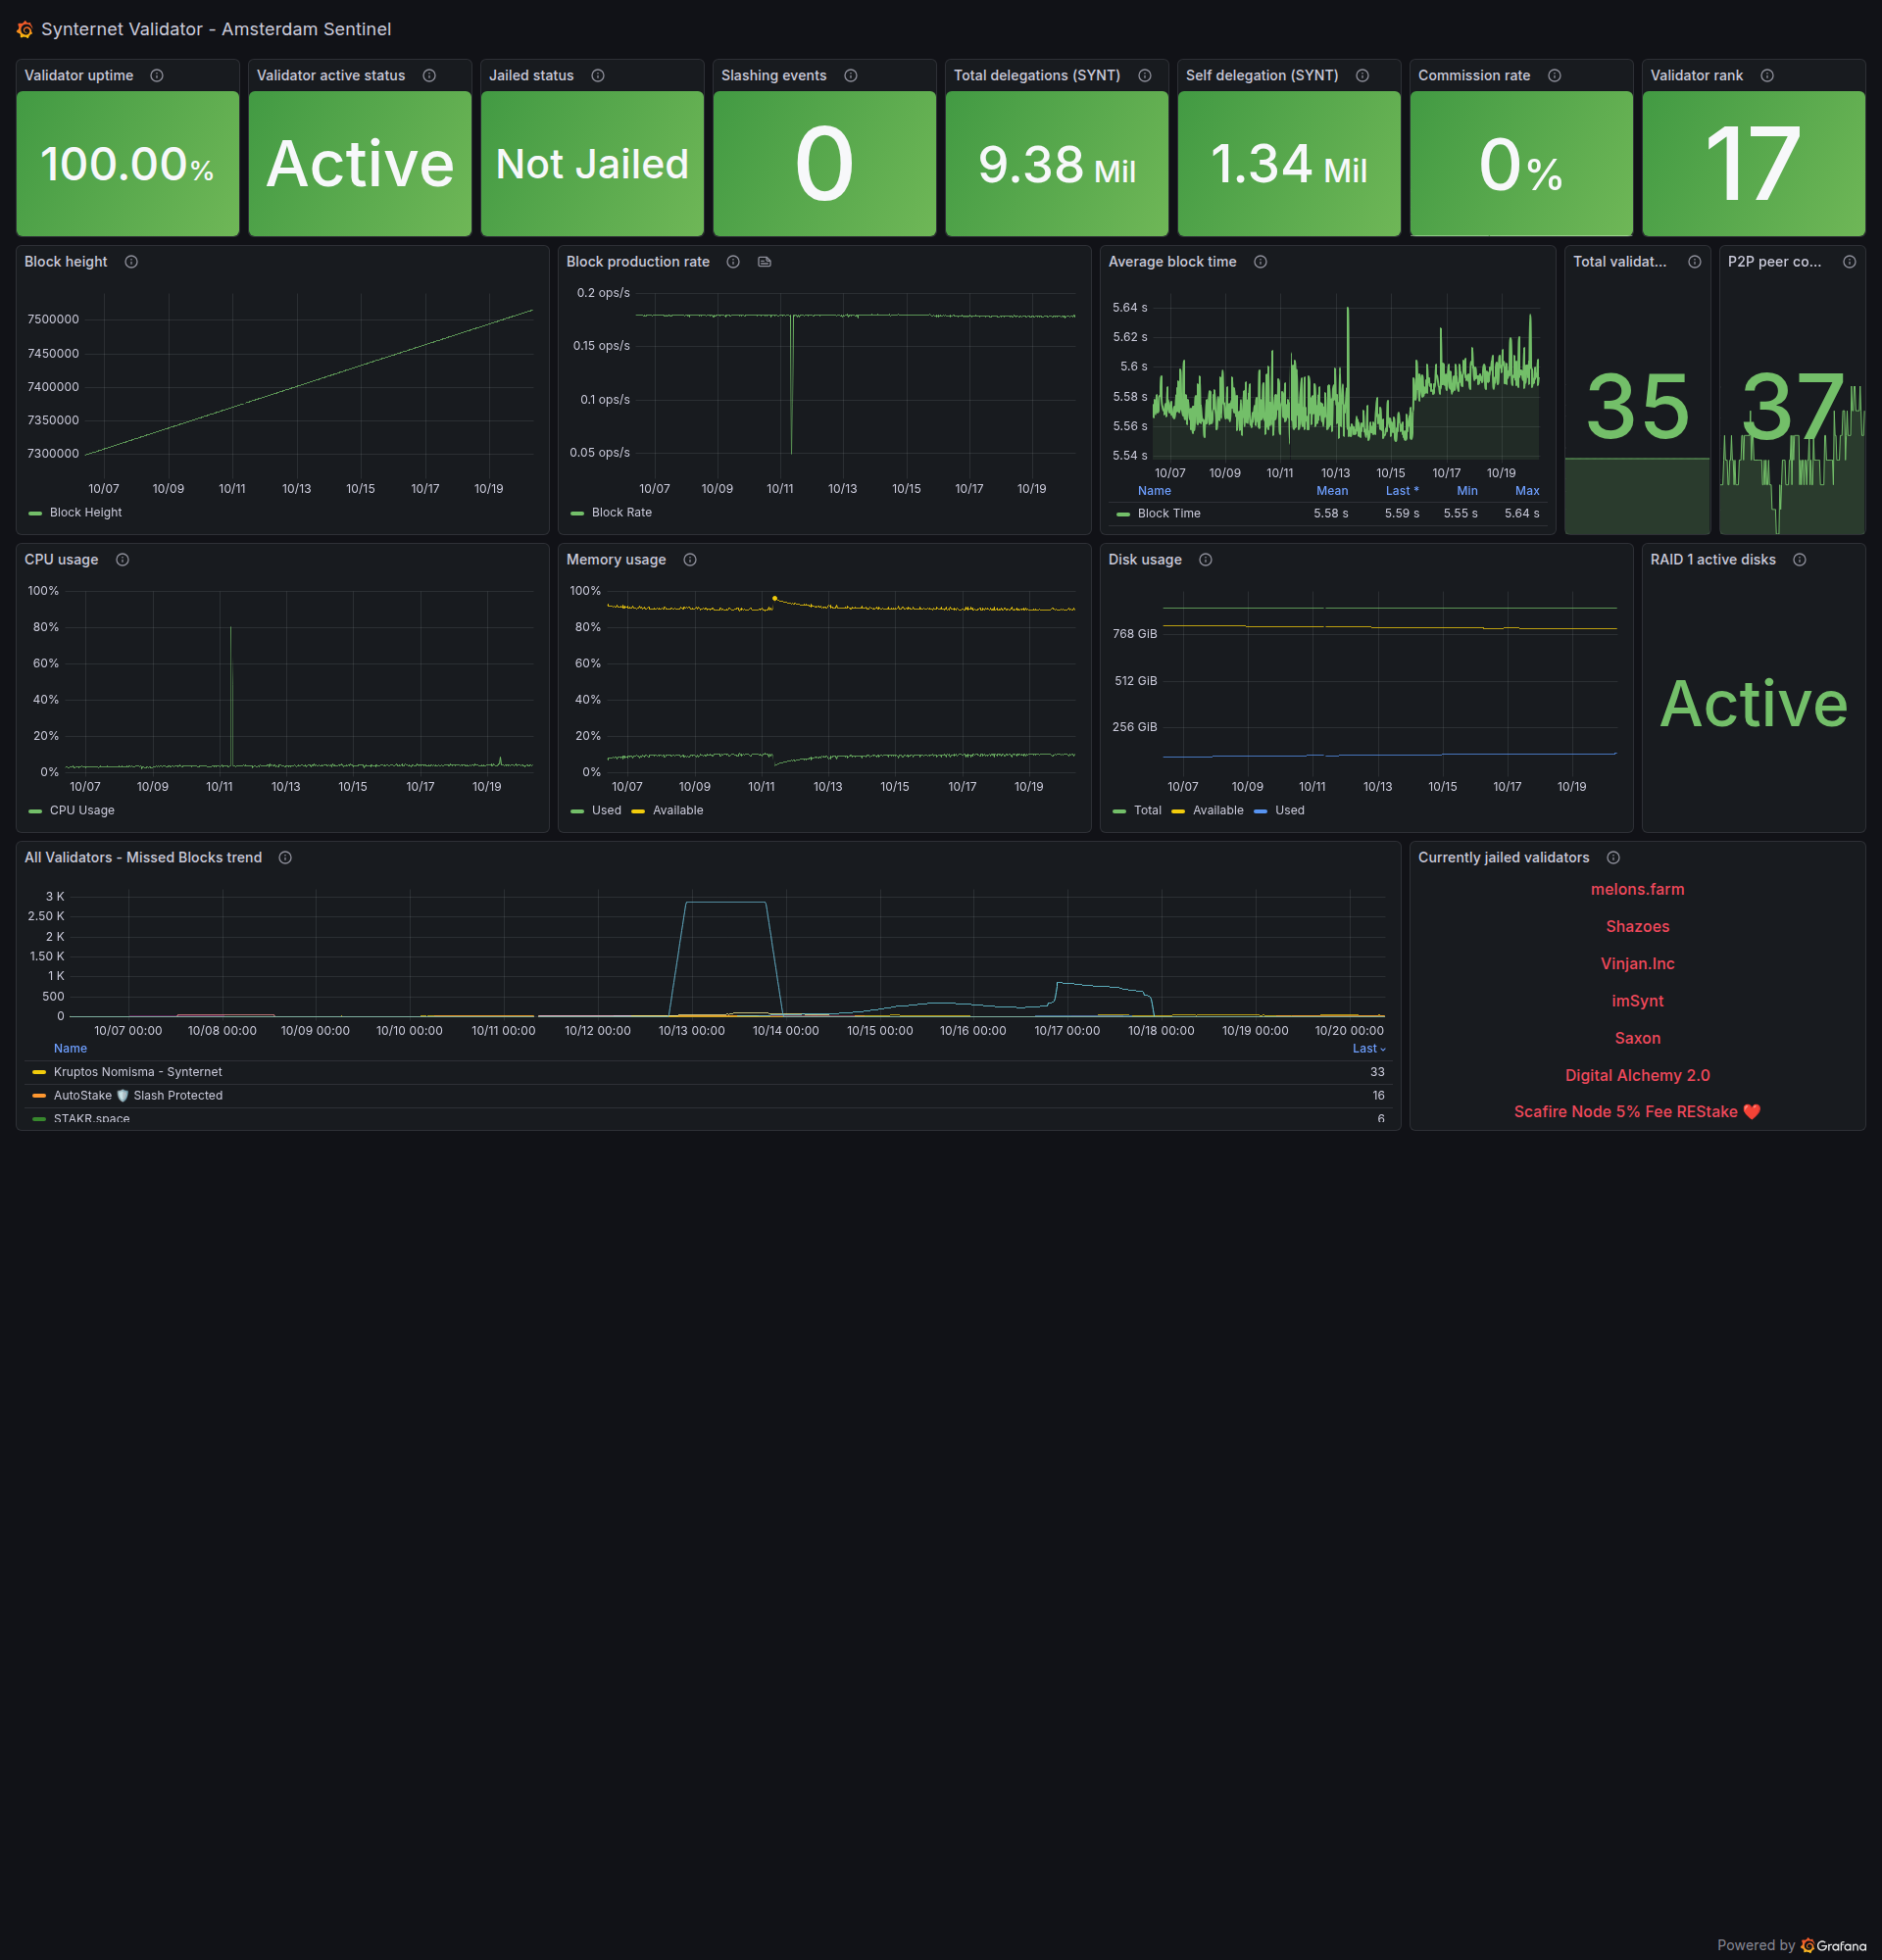 Synternet Validator - Amsterdam Sentinel
Validator uptime
100.00%
Validator active status
Active
Jailed status
Not Jailed
Slashing events
0
Total delegations (SYNT)
9.38 Mil
Self delegation (SYNT)
1.34 Mil
Commission rate
0%
Validator rank
17
Block height
7500000
7450000
7400000
7350000
7300000
10/07 10/09 10/11 10/13 10/15 10/17 10/19
Block Height
Block production rate
0.2 ops/s
0.15 ops/s
0.1 ops/s
0.05 ops/s
10/07 10/09 10/11 10/13 10/15 10/17 10/19
Block Rate
Average block time
5.64 s
5.62 s
5.6 s
5.58 s
5.56 s
5.54 s
10/07 10/09 10/11 10/13 10/15 10/17 10/19
Name Mean Last * Min Max
Block TIme 5.58 s 5.59 s 5.55 s 5.64 s
Total validat...
35
P2P peer co...
37
CPU usage
100%
80%
60%
40%
20%
0%
10/07 10/09 10/11 10/13 10/15 10/17 10/19
CPU Usage
Memory usage
100%
80%
60%
40%
20%
0%
10/07 10/09 10/11 10/13 10/15 10/17 10/19
Used Available
Disk usage
768 GiB
512 GiB
256 GiB
10/07 10/09 10/11 10/13 10/15 10/17 10/19
Total Available Used
RAID 1 active disks
Active
All Validators - Missed Blocks trend
3 K
2.50 K
2 K
1.50 K
1 K
500
0
10/07 00:00 10/08 00:00 10/09 00:00 10/10 00:00 10/11 00:00 10/12 00:00 10/13 00:00 10/14 00:00 10/15 00:00 10/16 00:00 10/17 00:00 10/18 00:00 10/19 00:00 10/20 00:00
Name Last
Kruptos Nomisma - Synternet 33
AutoStake 🛡️ Slash Protected 16
STAKR.space 6
Currently jailed validators
melons.farm
Shazoes
Vinjan.Inc
imSynt
Saxon
Digital Alchemy 2.0
Scafire Node 5% Fee REStake ❤️
Powered by Grafana